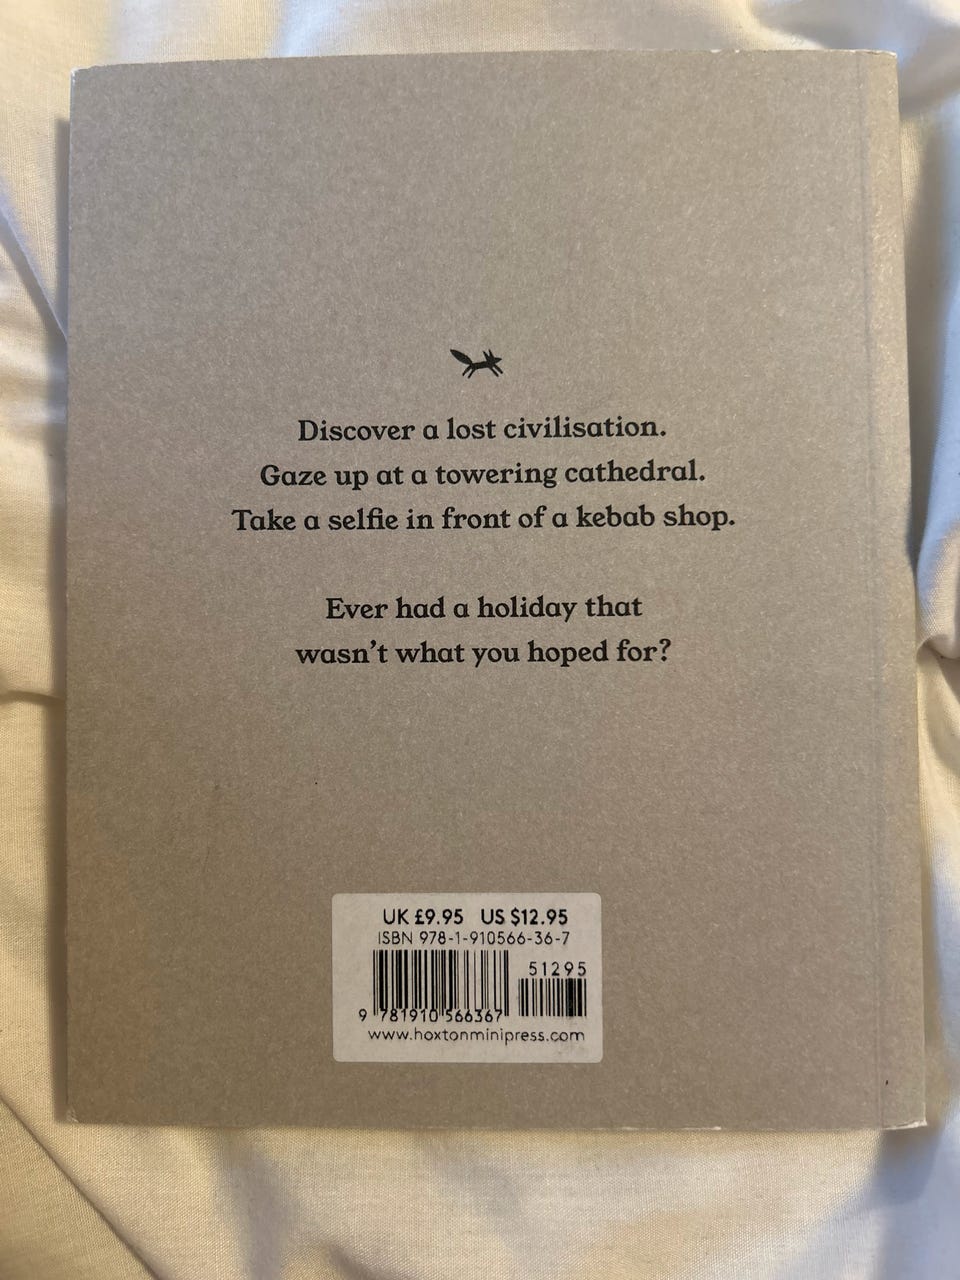 Discover a lost civilisation.
Gaze up at a towering cathedral.
Take a selfie in front of a kebab shop.
Ever had a holiday that
wasn't what you hoped for?
UK £9.95 US $12.95
ISBN 978-1-910566-36-7
51295
9 781910 566367
www.hoxtonminipress.com